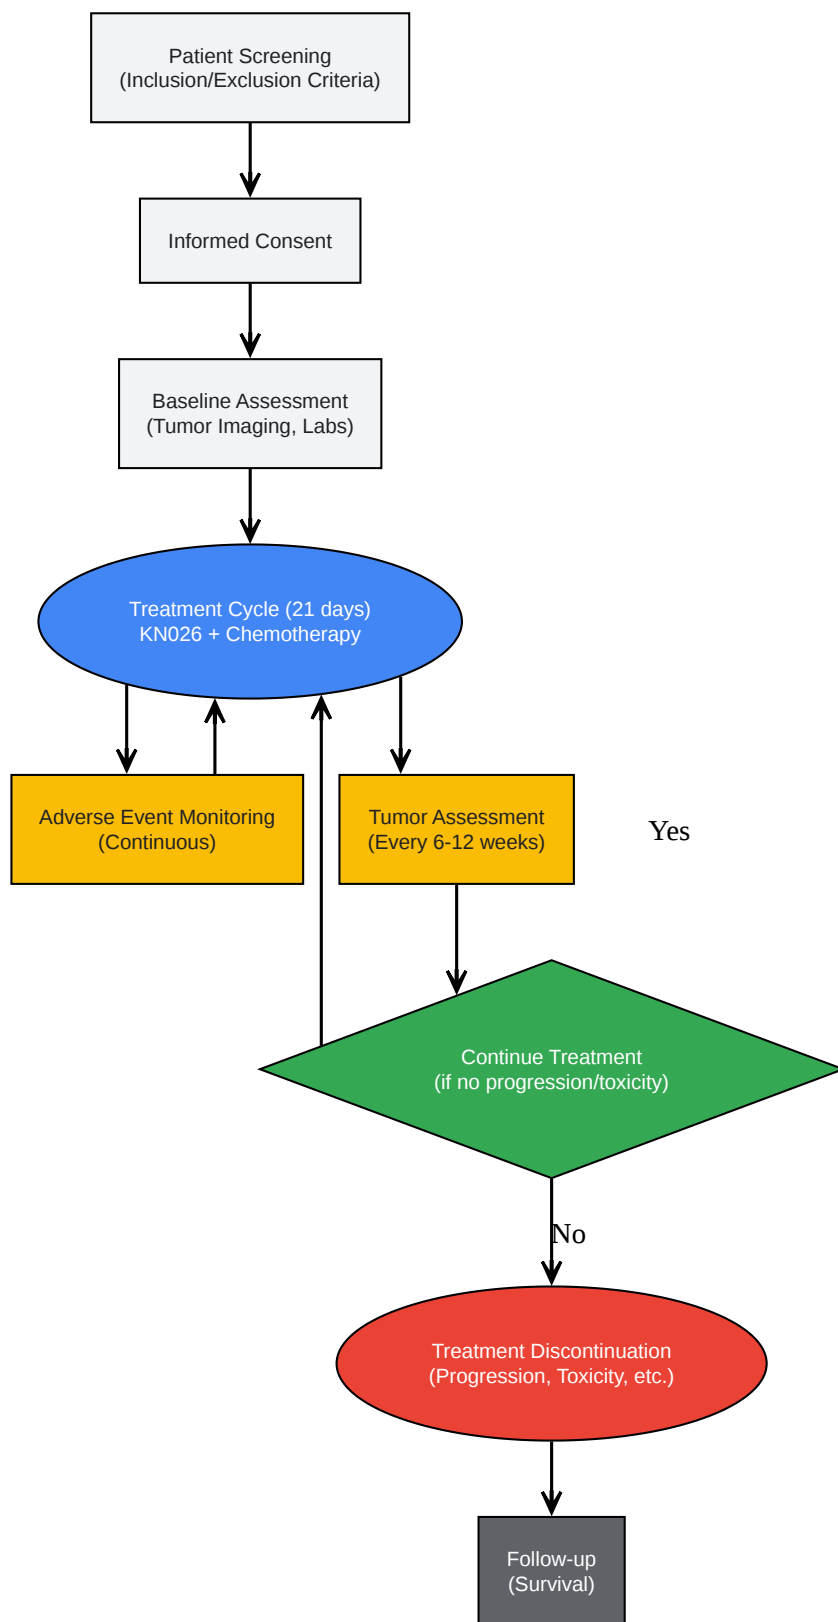 Patient Screening
(Inclusion/Exclusion Criteria)
Informed Consent
Baseline Assessment
(Tumor Imaging, Labs)
Treatment Cycle (21 days)
KN026 + Chemotherapy
Adverse Event Monitoring
(Continuous)
Tumor Assessment
(Every 6-12 weeks)
Yes
Continue Treatment
(if no progression/toxicity)
No
Treatment Discontinuation
(Progression, Toxicity, etc.)
Follow-up
(Survival)